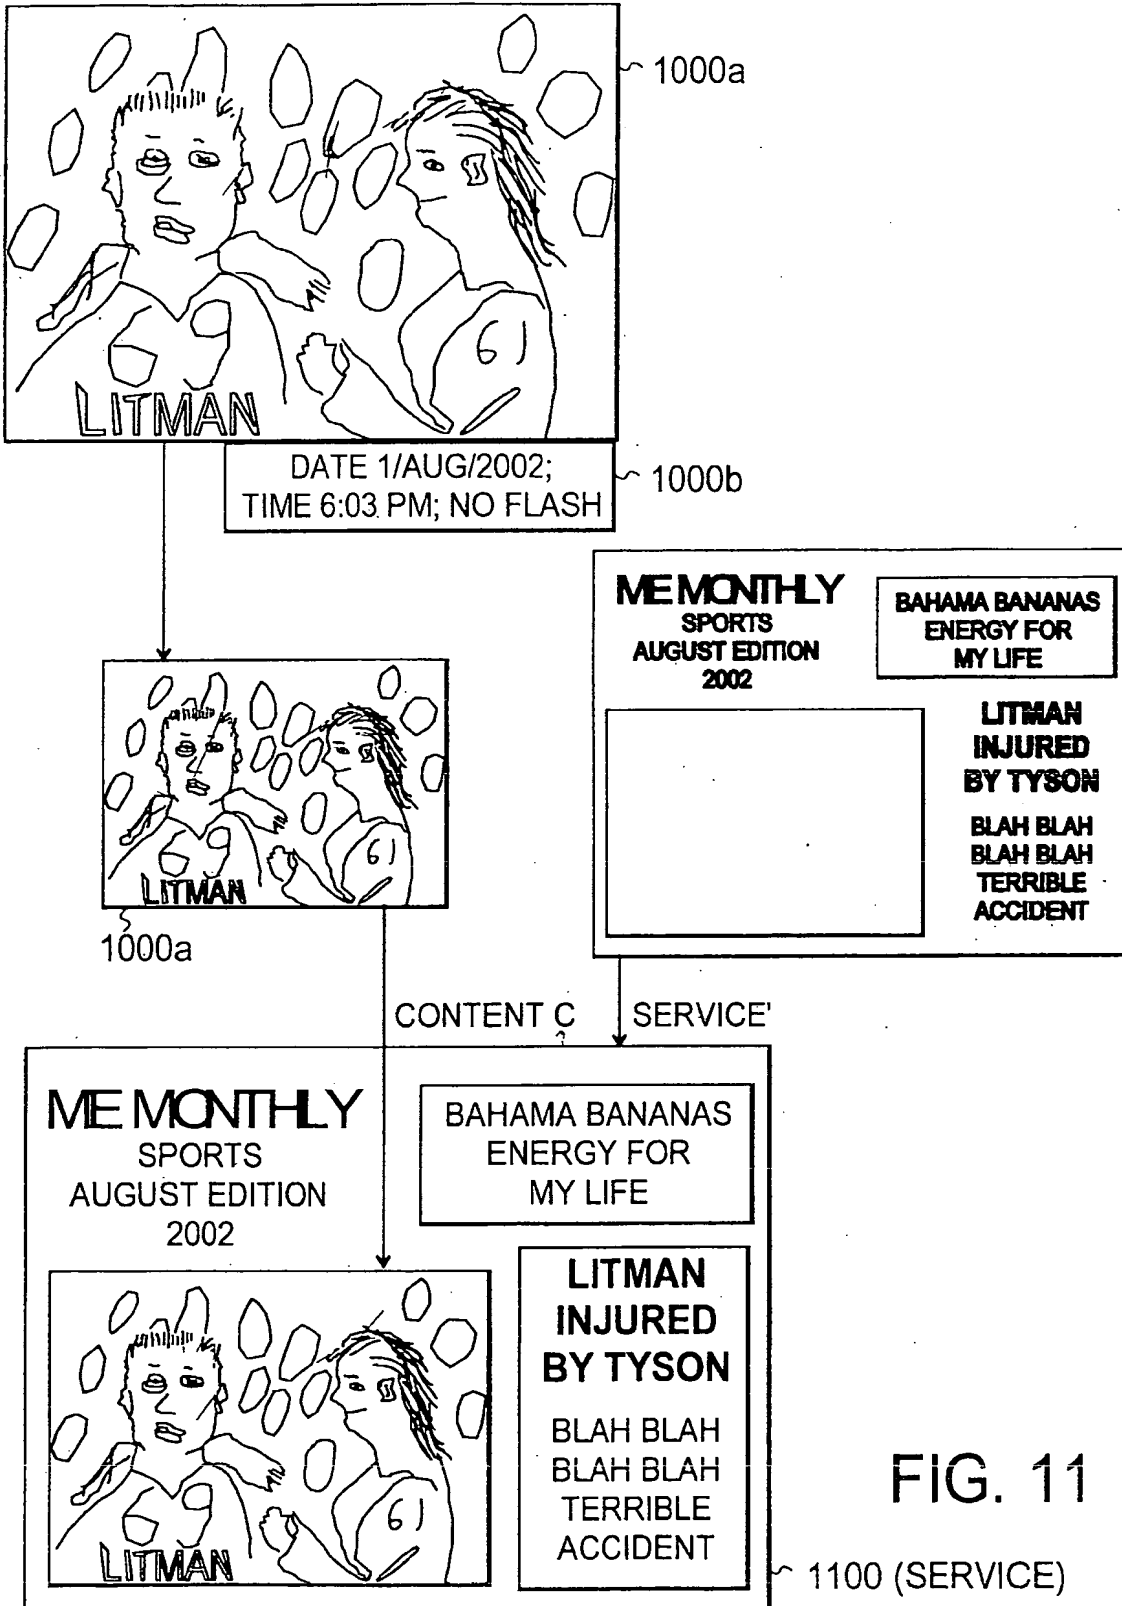 1000a
LITMAN
61
DATE 1/AUG/2002;
TIME 6:03 PM; NO FLASH
1000b
ME MONTHLY
SPORTS
AUGUST EDITION
2002
BAHAMA BANANAS
ENERGY FOR
MY LIFE
LITMAN
INJURED
BY TYSON
BLAH BLAH
BLAH BLAH
TERRIBLE
ACCIDENT
61
LITMAN
1000a
CONTENT C
SERVICE'
ME MONTHLY
SPORTS
AUGUST EDITION
2002
BAHAMA BANANAS
ENERGY FOR
MY LIFE
LITMAN
INJURED
BY TYSON
BLAH BLAH
BLAH BLAH
TERRIBLE
ACCIDENT
61
LITMAN
FIG. 11
1100 (SERVICE)